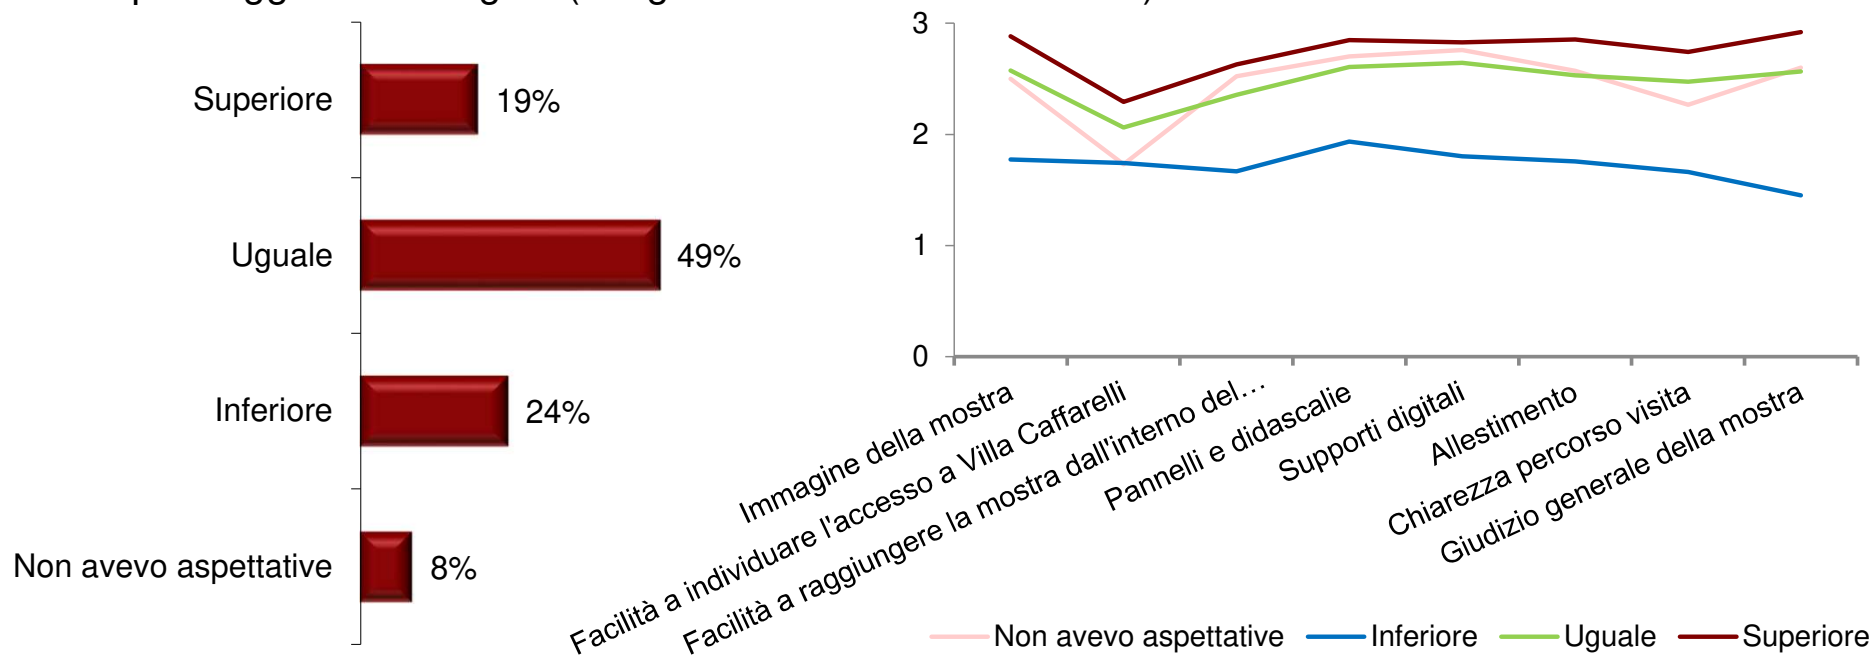 Superiore
19%
Uguale
49%
Inferiore
24%
Non avevo aspettative
8%
3
2
1
0
Immagine della mostra
Facilità a individuare l'accesso a Villa Caffarelli
Facilità a raggiungere la mostra dall'interno del…
Pannelli e didascalie
Supporti digitali
Allestimento
Chiarezza percorso visita
Giudizio generale della mostra
Non avevo aspettative
Inferiore
Uguale
Superiore